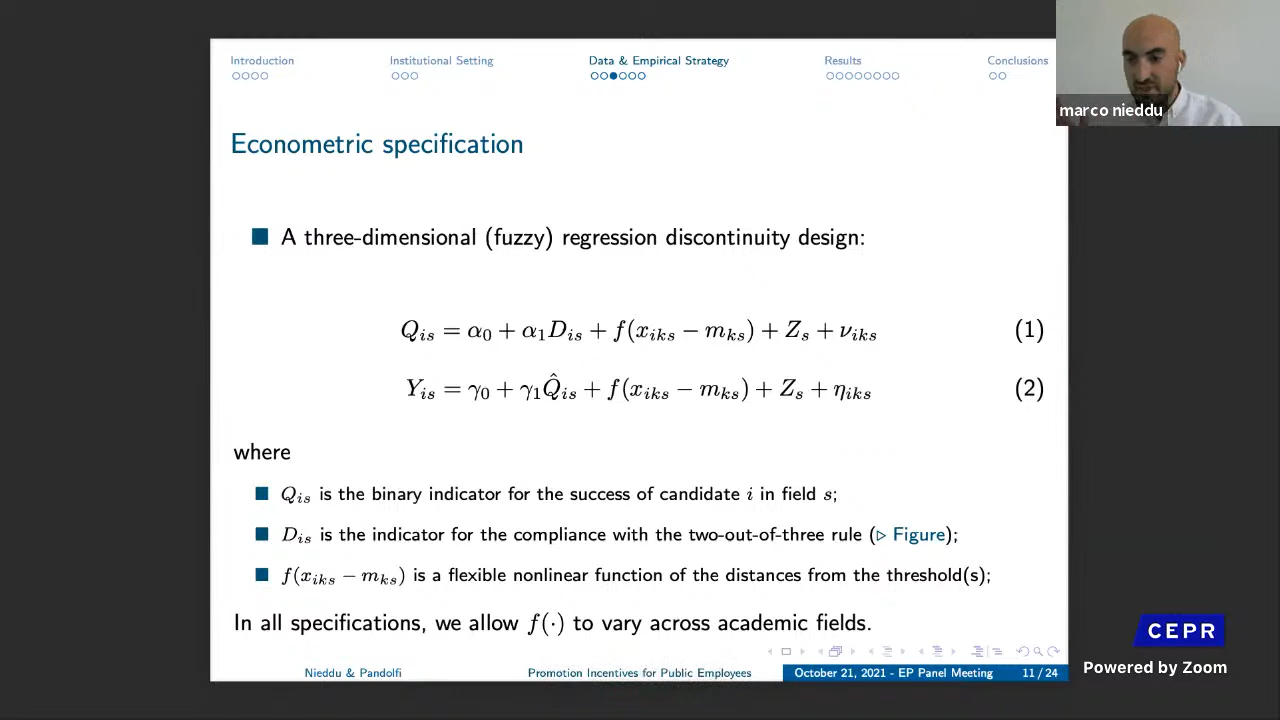 Introduction
Institutional Setting
Data & Empirical Strategy
Results
Conclusions
marco nieddu
Econometric specification
A three-dimensional (fuzzy) regression discontinuity design:
Q_{is} = α_0 + α_1 D_{is} + f(x_{iks} − m_{ks}) + Z_s + ν_{iks} (1)
Y_{is} = γ_0 + γ_1 \hat{Q}_{is} + f(x_{iks} − m_{ks}) + Z_s + η_{iks} (2)
where
Q_{is} is the binary indicator for the success of candidate i in field s;
D_{is} is the indicator for the compliance with the two-out-of-three rule (▷ Figure);
f(x_{iks} − m_{ks}) is a flexible nonlinear function of the distances from the threshold(s);
In all specifications, we allow f(·) to vary across academic fields.
CEPR
Powered by Zoom
Nieddu & Pandolfi
Promotion Incentives for Public Employees
October 21, 2021 - EP Panel Meeting
11 / 24